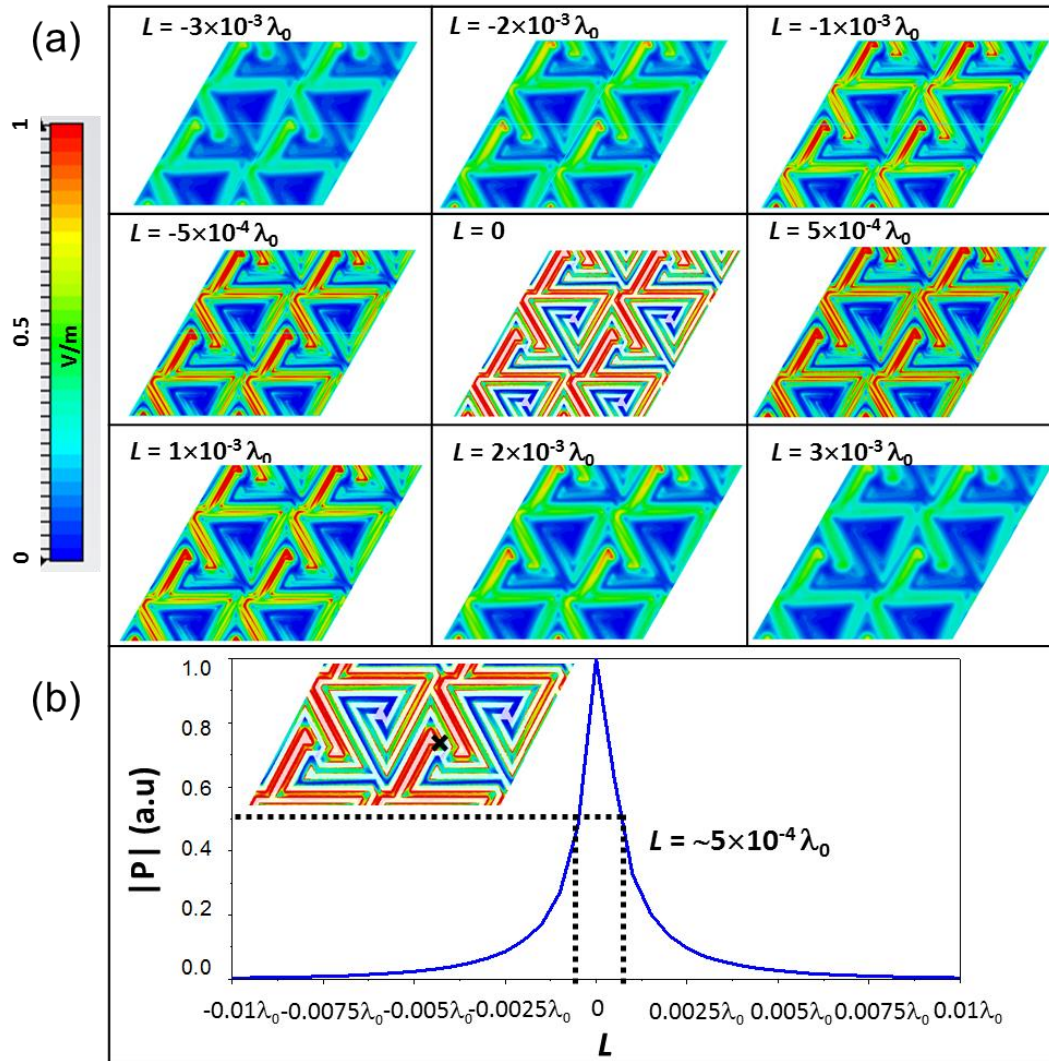 (a)
L = -3×10⁻³ λ₀
L = -2×10⁻³ λ₀
L = -1×10⁻³ λ₀
1
0.5
0
V/m
L = -5×10⁻⁴ λ₀
L = 0
L = 5×10⁻⁴ λ₀
L = 1×10⁻³ λ₀
L = 2×10⁻³ λ₀
L = 3×10⁻³ λ₀
(b)
|P| (a.u)
1.0
0.8
0.6
0.4
0.2
0.0
L = ~5×10⁻⁴ λ₀
-0.01λ₀ -0.0075λ₀ -0.005λ₀ -0.0025λ₀ 0 0.0025λ₀ 0.005λ₀ 0.0075λ₀ 0.01λ₀
L